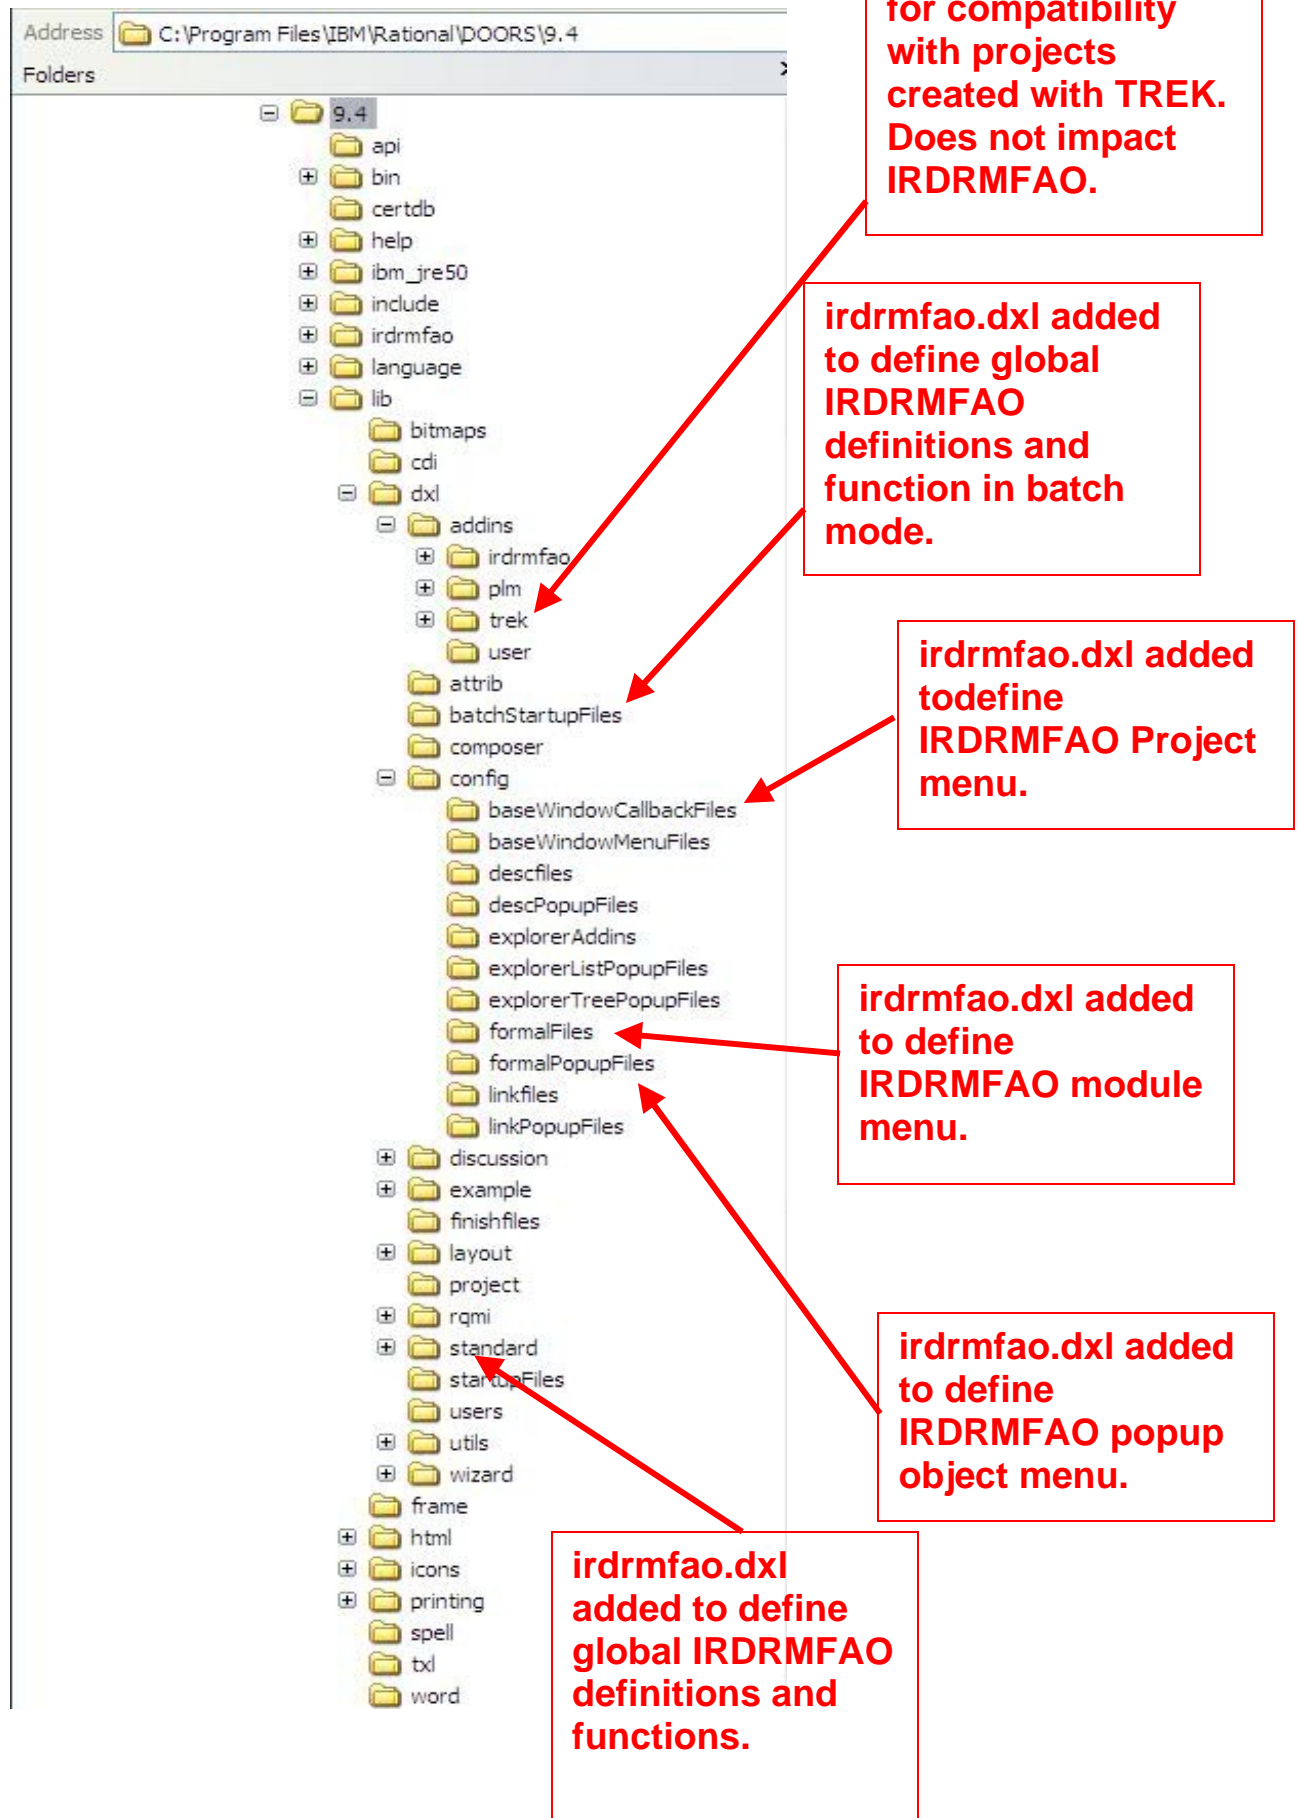 Address C:\Program Files\IBM\Rational\DOORS\9.4
Folders
9.4
api
bin
certdb
help
ibm_jre50
include
irdrmfao
language
lib
bitmaps
cdi
dxl
addins
irdrmfao
plm
trek
user
attrib
batchStartupFiles
composer
config
baseWindowCallbackFiles
baseWindowMenuFiles
descfiles
descPopupFiles
explorerAddins
explorerListPopupFiles
explorerTreePopupFiles
formalFiles
formalPopupFiles
linkfiles
linkPopupFiles
discussion
example
finishfiles
layout
project
rqmi
standard
startupFiles
users
utils
wizard
frame
html
icons
printing
spell
txl
word
for compatibility
with projects
created with TREK.
Does not impact
IRDRMFAO.
irdrmfao.dxl added
to define global
IRDRMFAO
definitions and
function in batch
mode.
irdrmfao.dxl added
todefine
IRDRMFAO Project
menu.
irdrmfao.dxl added
to define
IRDRMFAO module
menu.
irdrmfao.dxl added
to define
IRDRMFAO popup
object menu.
irdrmfao.dxl
added to define
global IRDRMFAO
definitions and
functions.